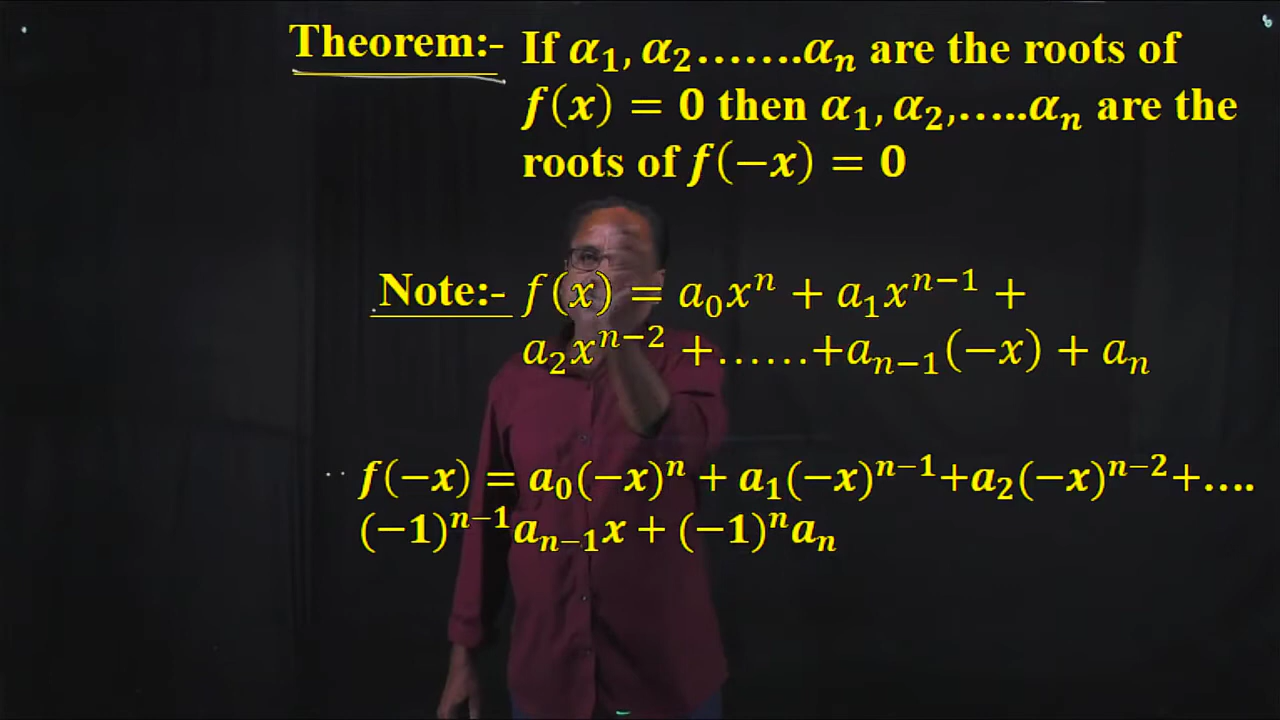 Theorem:- If α₁, α₂.......αₙ are the roots of
f(x) = 0 then α₁, α₂,.....αₙ are the
roots of f(−x) = 0
Note:- f(x) = a₀xⁿ + a₁xⁿ⁻¹ +
a₂xⁿ⁻² +......+aₙ₋₁(−x) + aₙ
f(−x) = a₀(−x)ⁿ + a₁(−x)ⁿ⁻¹+a₂(−x)ⁿ⁻²+....
(−1)ⁿ⁻¹aₙ₋₁x + (−1)ⁿaₙ